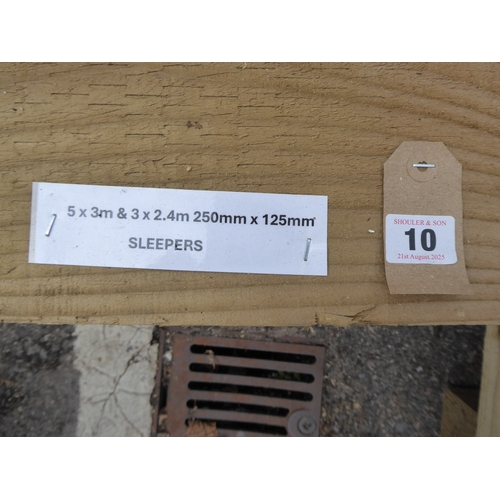 5 x 3m & 3 x 2.4m 250mm x 125mm
SLEEPERS
SHOULER & SON
10
21st August 2025